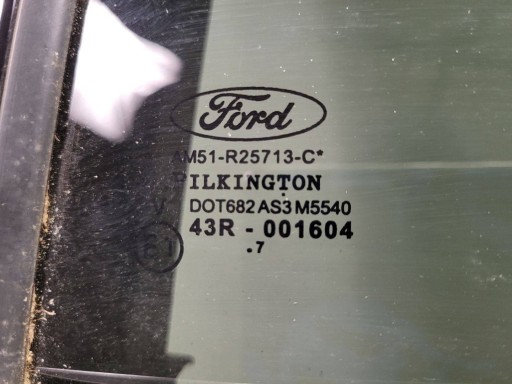 Ford
AM51-R25713-C*
PILKINGTON
V DOT682 AS3 M5540
43R - 001604
.7